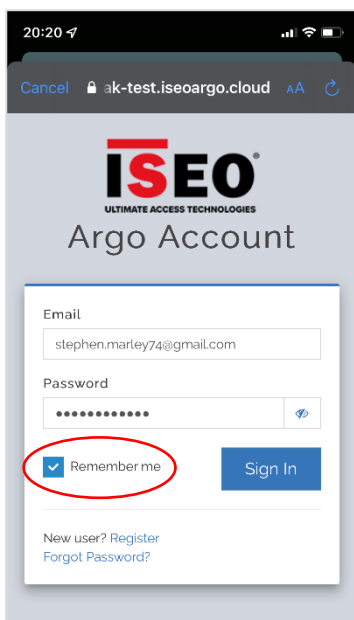 20:20
Cancel ak-test.iseoargo.cloud AA
ISEO®
ULTIMATE ACCESS TECHNOLOGIES
Argo Account
Email
stephen.marley74@gmail.com
Password
••••••••••••
Remember me
Sign In
New user? Register
Forgot Password?